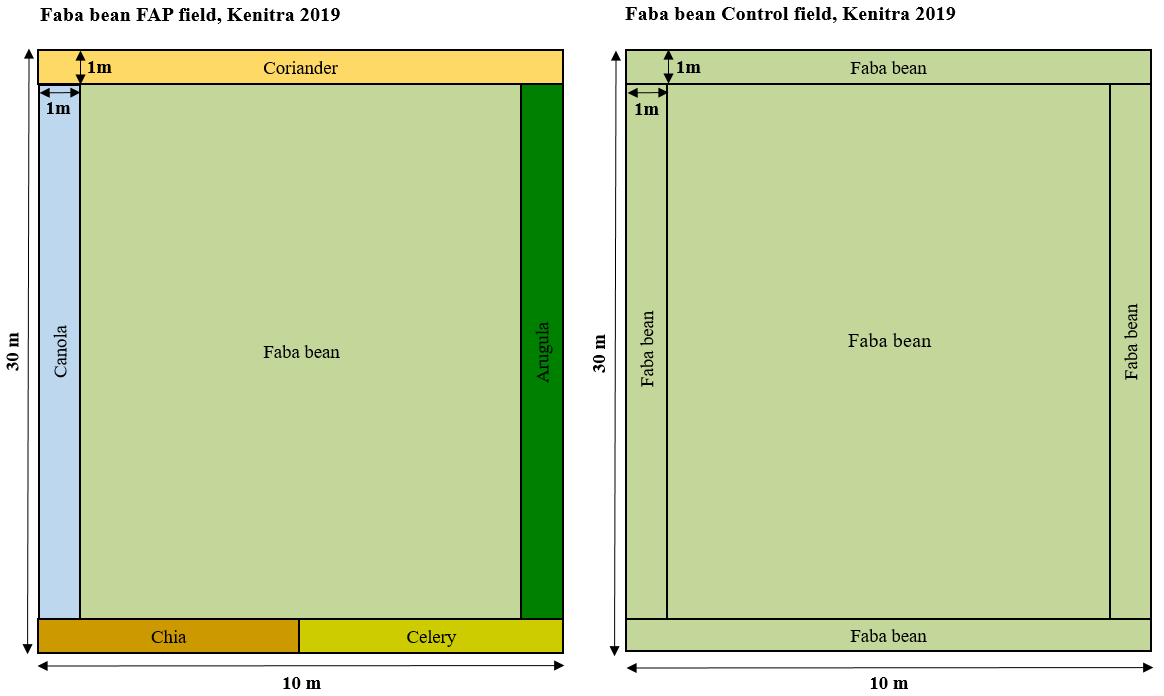 Faba bean FAP field, Kenitra 2019
1m
Coriander
1m
Canola
Faba bean
Arugula
30 m
Chia
Celery
10 m
Faba bean Control field, Kenitra 2019
1m
Faba bean
1m
Faba bean
Faba bean
Faba bean
30 m
Faba bean
10 m